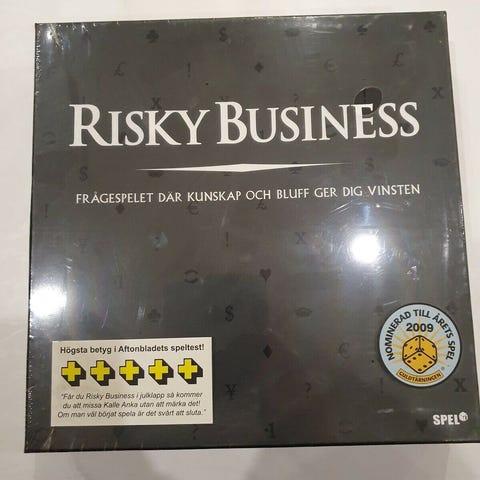 RISKY BUSINESS
FRÅGESPELET DÄR KUNSKAP OCH BLUFF GER DIG VINSTEN
Högsta betyg i Aftonbladets speltest!
"Får du Risky Business i julklapp så kommer
du att missa Kalle Anka utan att märka det!
Om man väl börjat spela är det svårt att sluta."
NOMINERAD TILL ÅRETS SPEL
2009
GULDTÄRNINGEN
SPEL